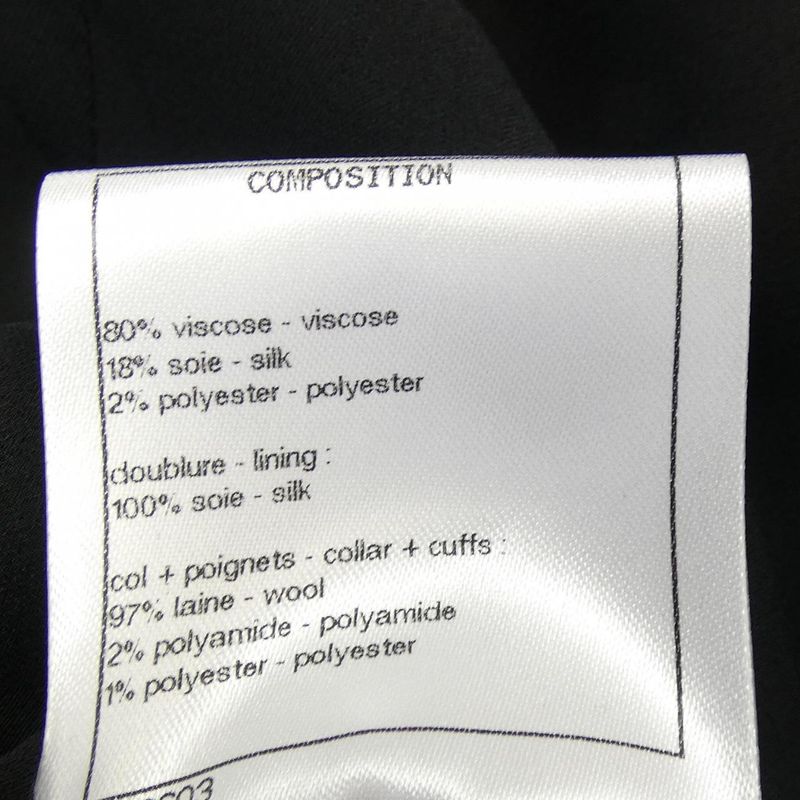 COMPOSITION
80% viscose - viscose
18% soie - silk
2% polyester - polyester
doublure - lining :
100% soie - silk
col + poignets - collar + cuffs :
97% laine - wool
2% polyamide - polyamide
1% polyester - polyester